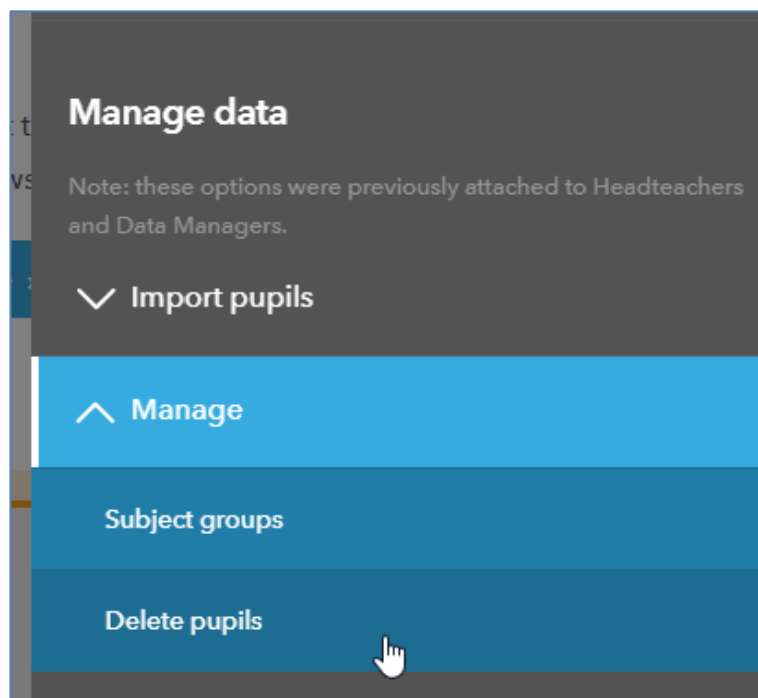 Manage data
t
Note: these options were previously attached to Headteachers
vs
and Data Managers.
Import pupils
Manage
Subject groups
Delete pupils